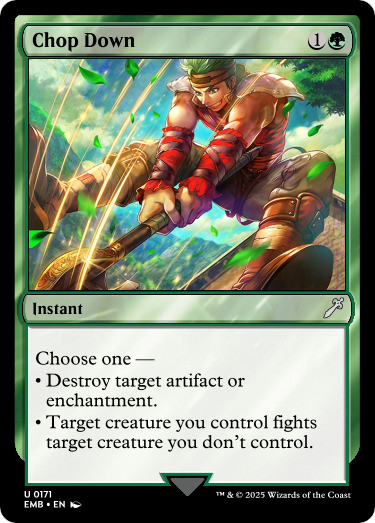 Chop Down 1
Instant
Choose one —
• Destroy target artifact or
enchantment.
• Target creature you control fights
target creature you don't control.
U 0171
EMB • EN
™ & © 2025 Wizards of the Coast